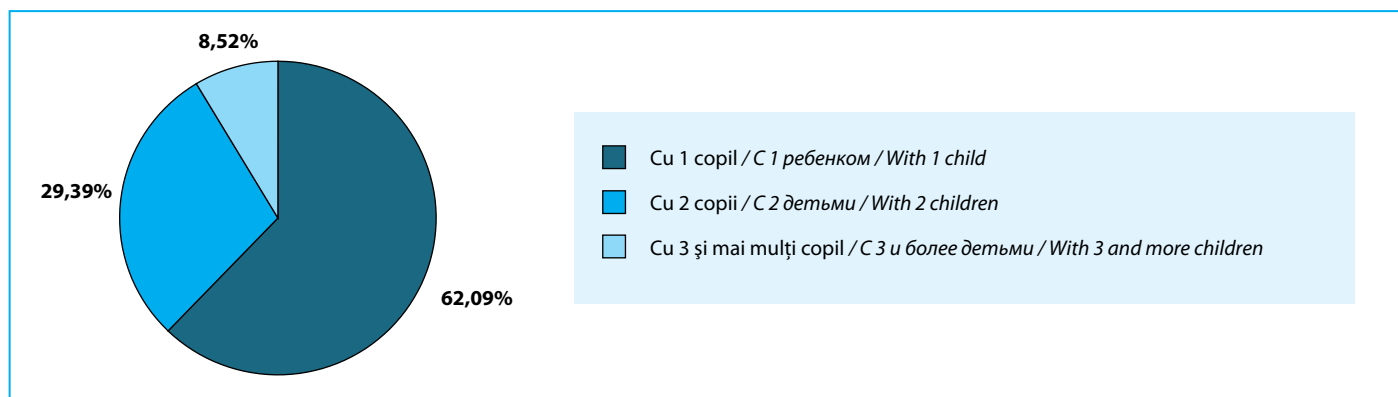 8,52%
29,39%
62,09%
Cu 1 copil / С 1 ребенком / With 1 child
Cu 2 copii / С 2 детьми / With 2 children
Cu 3 şi mai mulţi copil / С 3 и более детьми / With 3 and more children